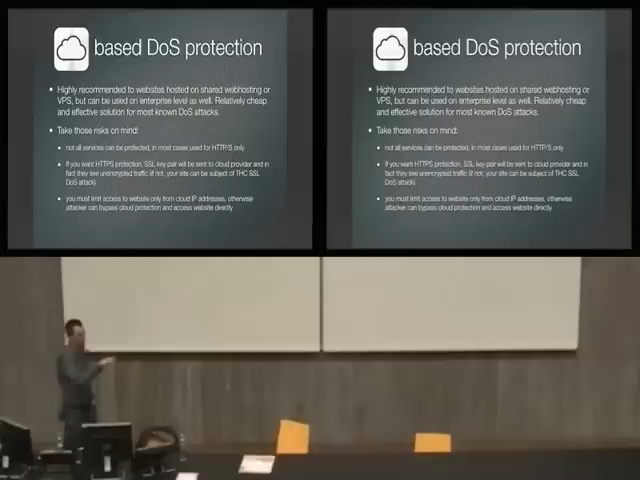 based DoS protection
Highly recommended to websites hosted on shared webhosting or
VPS, but can be used on enterprise level as well. Relatively cheap
and effective solution for most known DoS attacks.
Take those risks on mind:
not all services can be protected, in most cases used for HTTP/S only
If you want HTTPS protection, SSL key pair will be sent to cloud provider and in
fact they see unencrypted traffic (if not, your site can be subject of THC SSL
DoS attack)
you must limit access to website only from cloud IP addresses, otherwise
attacker can bypass cloud protection and access website directly
based DoS protection
Highly recommended to websites hosted on shared webhosting or
VPS, but can be used on enterprise level as well. Relatively cheap
and effective solution for most known DoS attacks.
Take those risks on mind:
not all services can be protected, in most cases used for HTTP/S only
If you want HTTPS protection, SSL key pair will be sent to cloud provider and in
fact they see unencrypted traffic (if not, your site can be subject of THC SSL
DoS attack)
you must limit access to website only from cloud IP addresses, otherwise
attacker can bypass cloud protection and access website directly